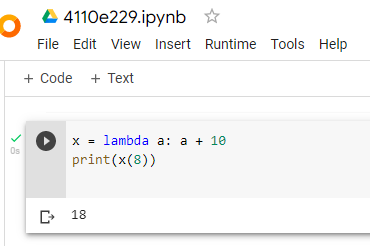 4110e229.ipynb
File Edit View Insert Runtime Tools Help
+ Code + Text
x = lambda a: a + 10
print(x(8))
0s
18